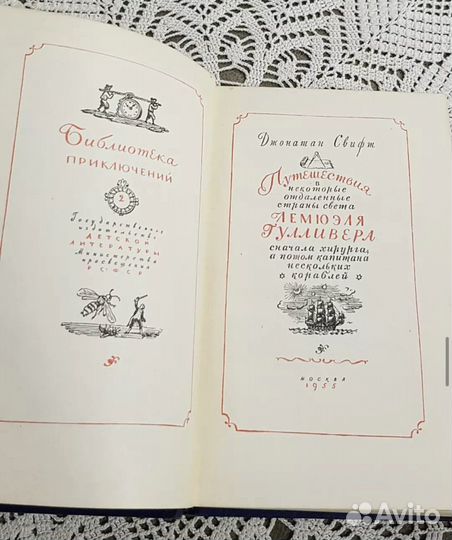 Библиотека
приключений
2
Государственное
издательство
детской
литературы
Министерства
просвещения
РСФСР
Джонатан Свифт
Путешествия
в
некоторые
отдаленные
страны света
Лемюэля
Гулливера
сначала хирурга,
а потом капитана
нескольких
кораблей
МОСКВА
1955
Avito